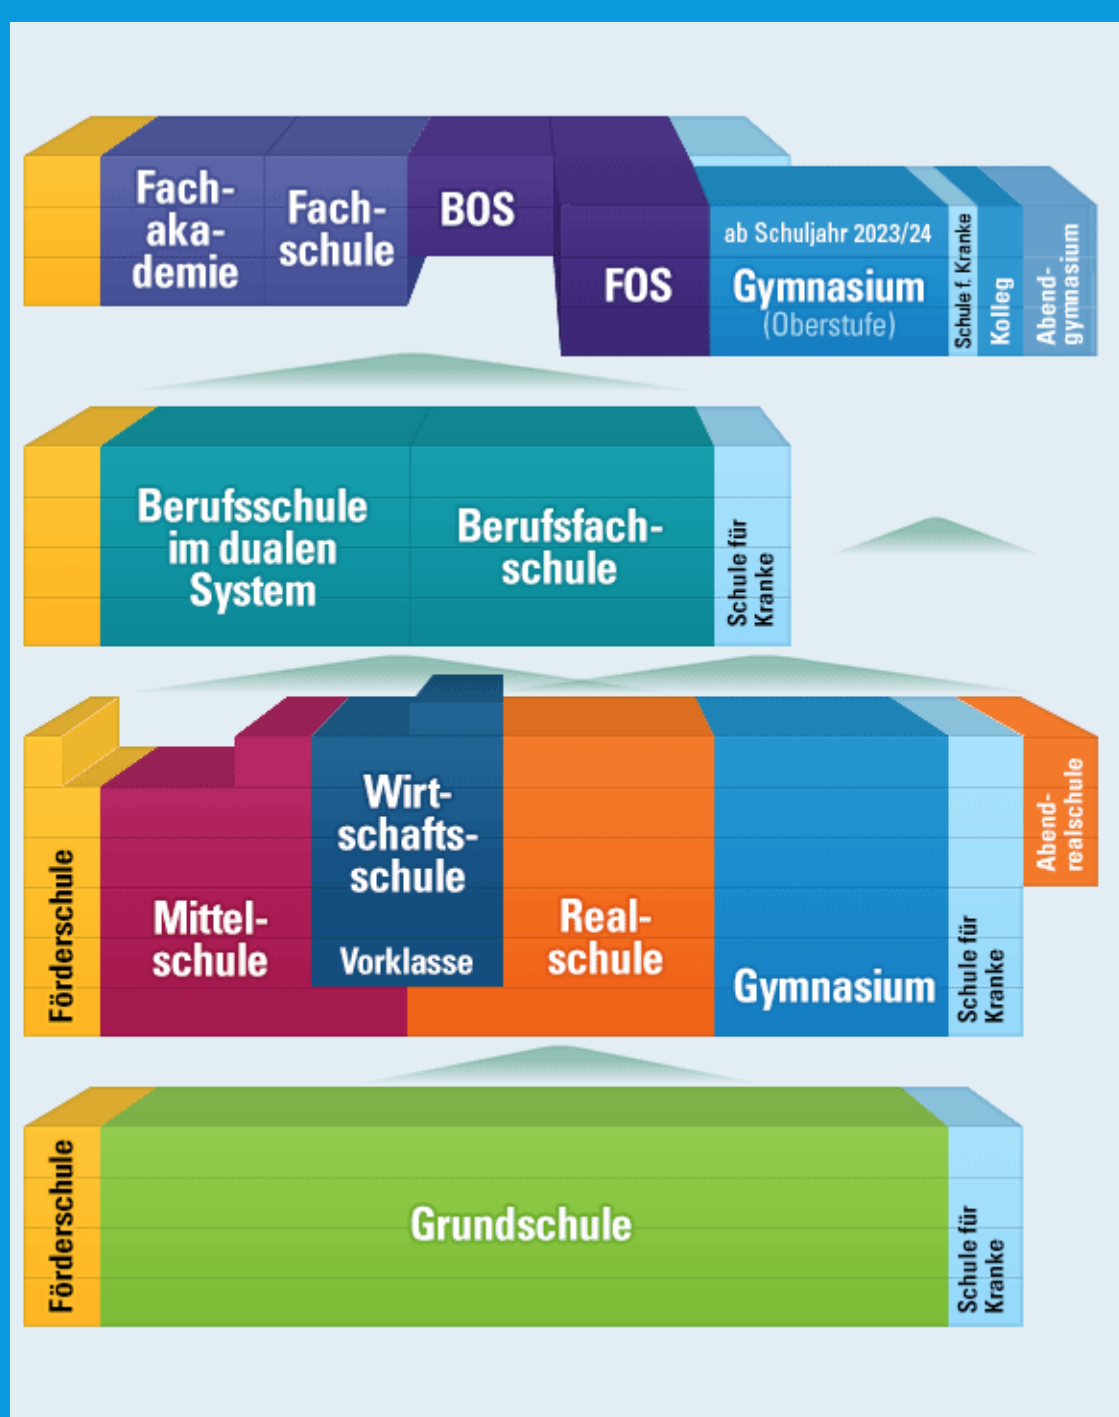 Fach-
aka-
demie
Fach-
schule
BOS
FOS
ab Schuljahr 2023/24
Gymnasium
(Oberstufe)
Schule f. Kranke
Kolleg
Abend-
gymnasium
Berufsschule
im dualen
System
Berufsfach-
schule
Schule für
Kranke
Förderschule
Mittel-
schule
Wirt-
schafts-
schule
Vorklasse
Real-
schule
Gymnasium
Schule für
Kranke
Abend-
realschule
Förderschule
Grundschule
Schule für
Kranke